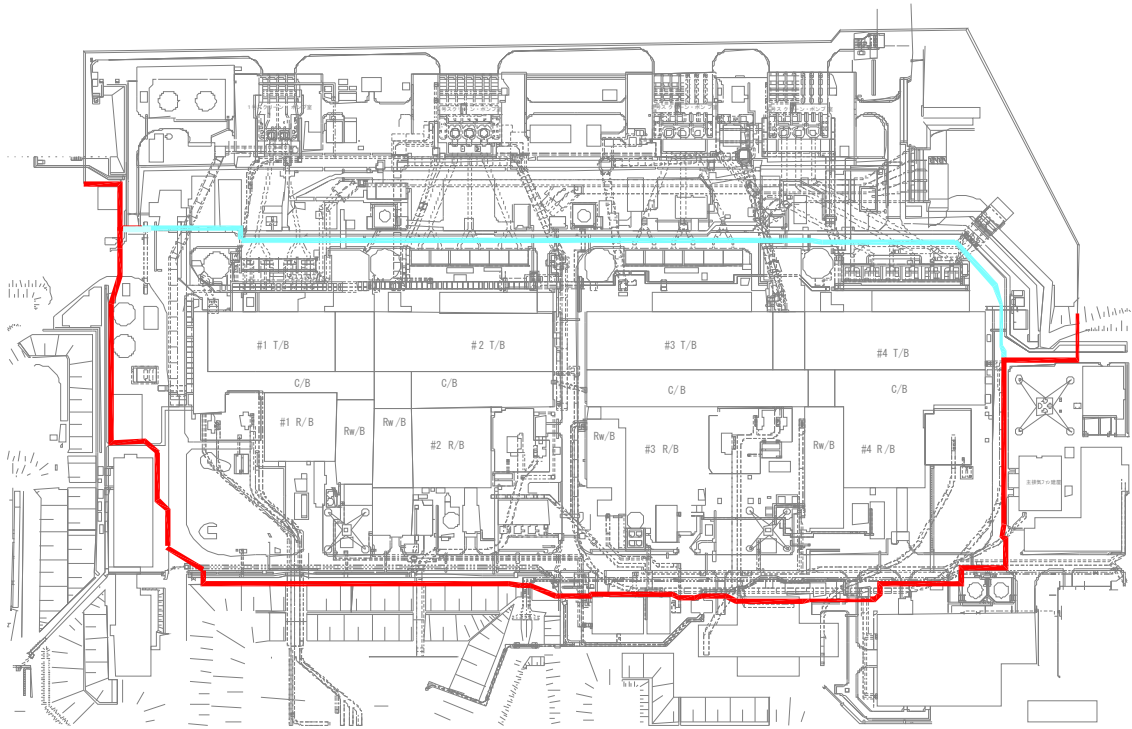 #1 T/B
#2 T/B
#3 T/B
#4 T/B
C/B
C/B
C/B
C/B
#1 R/B
Rw/B
Rw/B
#2 R/B
Rw/B
#3 R/B
Rw/B
#4 R/B